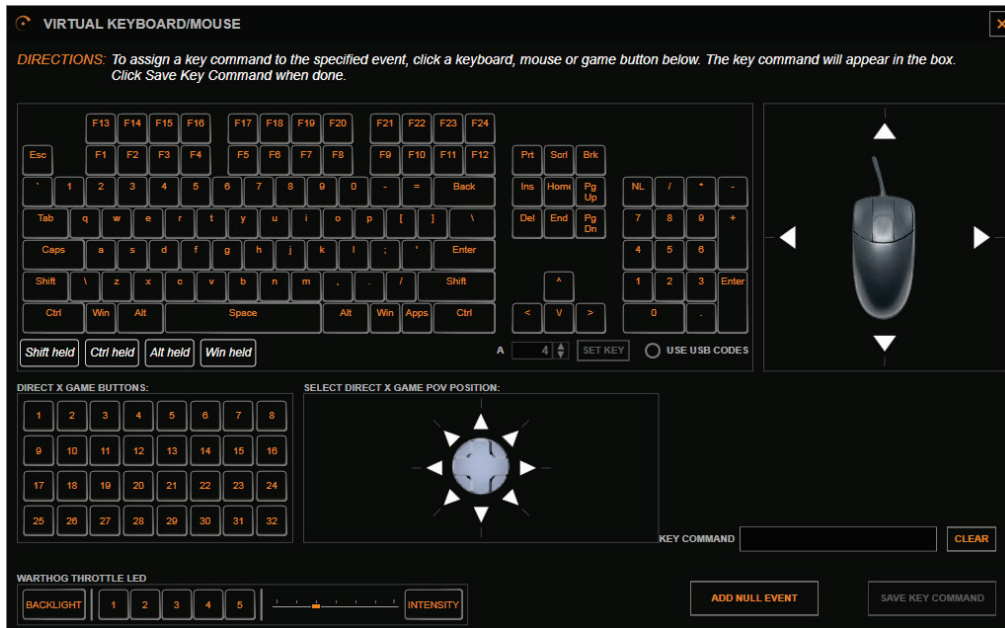 VIRTUAL KEYBOARD/MOUSE
DIRECTIONS: To assign a key command to the specified event, click a keyboard, mouse or game button below. The key command will appear in the box.
Click Save Key Command when done.
F13 F14 F15 F16 F17 F18 F19 F20 F21 F22 F23 F24
Esc F1 F2 F3 F4 F5 F6 F7 F8 F9 F10 F11 F12 Prt Scrl Brk
` 1 2 3 4 5 6 7 8 9 0 - = Back Ins Home Pg Up NL / * -
Tab q w e r t y u i o p [ ] \ Del End Pg Dn 7 8 9 +
Caps a s d f g h j k l ; ' Enter 4 5 6
Shift \ z x c v b n m , . / Shift ^ 1 2 3 Enter
Ctrl Win Alt Space Alt Win Apps Ctrl < \/ > 0 .
Shift held Ctrl held Alt held Win held A 4 SET KEY USE USB CODES
DIRECT X GAME BUTTONS: SELECT DIRECT X GAME POV POSITION:
1 2 3 4 5 6 7 8
9 10 11 12 13 14 15 16
17 18 19 20 21 22 23 24
25 26 27 28 29 30 31 32
KEY COMMAND CLEAR
WARTHOG THROTTLE LED
BACKLIGHT 1 2 3 4 5 INTENSITY
ADD NULL EVENT SAVE KEY COMMAND